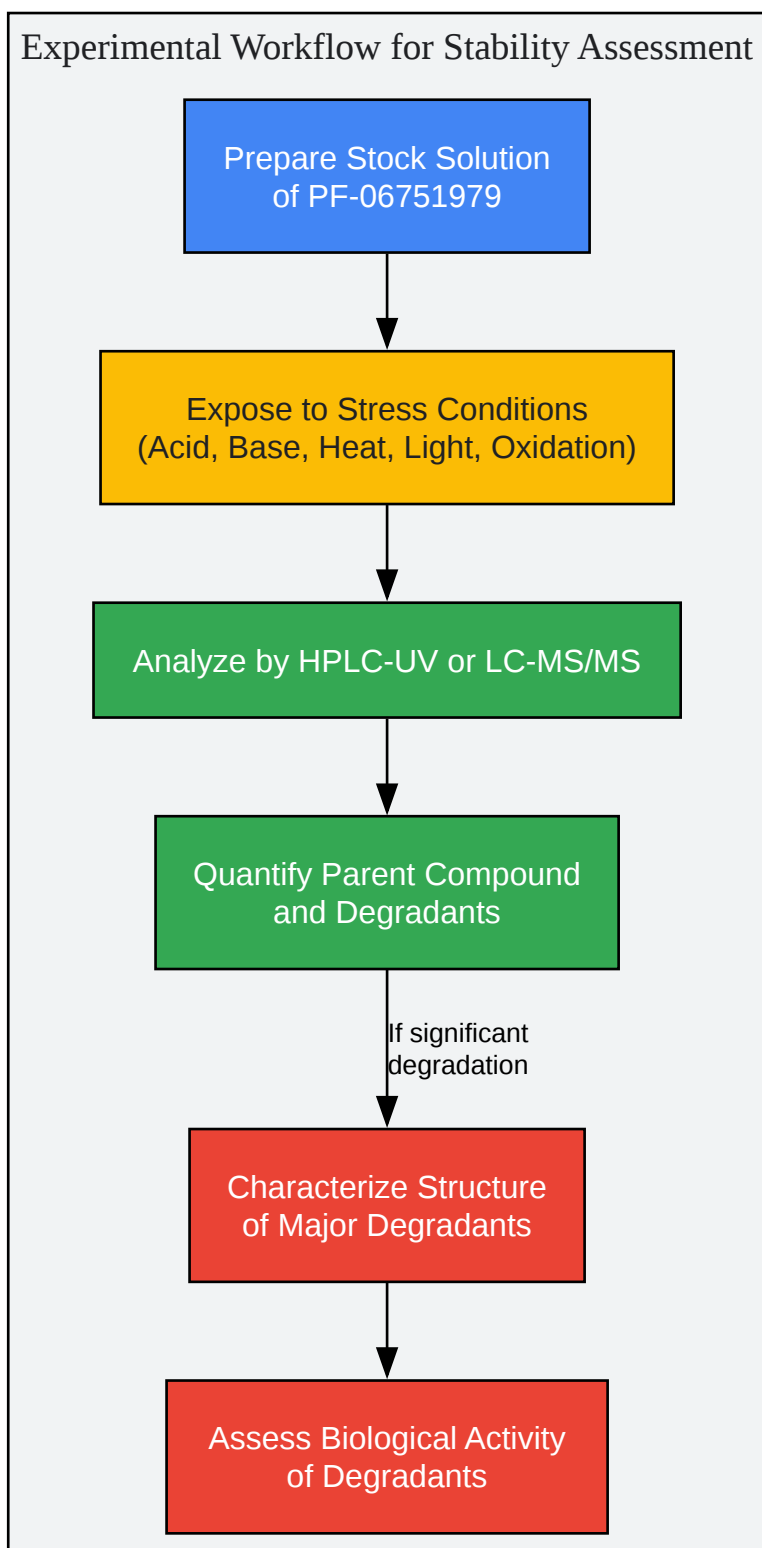 Experimental Workflow for Stability Assessment
Prepare Stock Solution
of PF-06751979
Expose to Stress Conditions
(Acid, Base, Heat, Light, Oxidation)
Analyze by HPLC-UV or LC-MS/MS
Quantify Parent Compound
and Degradants
If significant
degradation
Characterize Structure
of Major Degradants
Assess Biological Activity
of Degradants